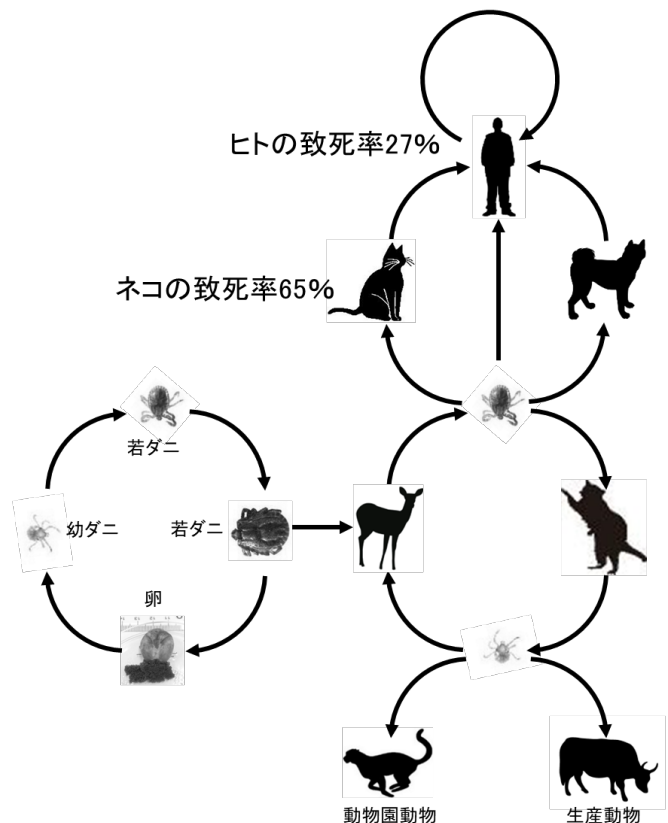 ヒトの致死率27%
ネコの致死率65%
若ダニ
幼ダニ
若ダニ
卵
動物園動物
生産動物